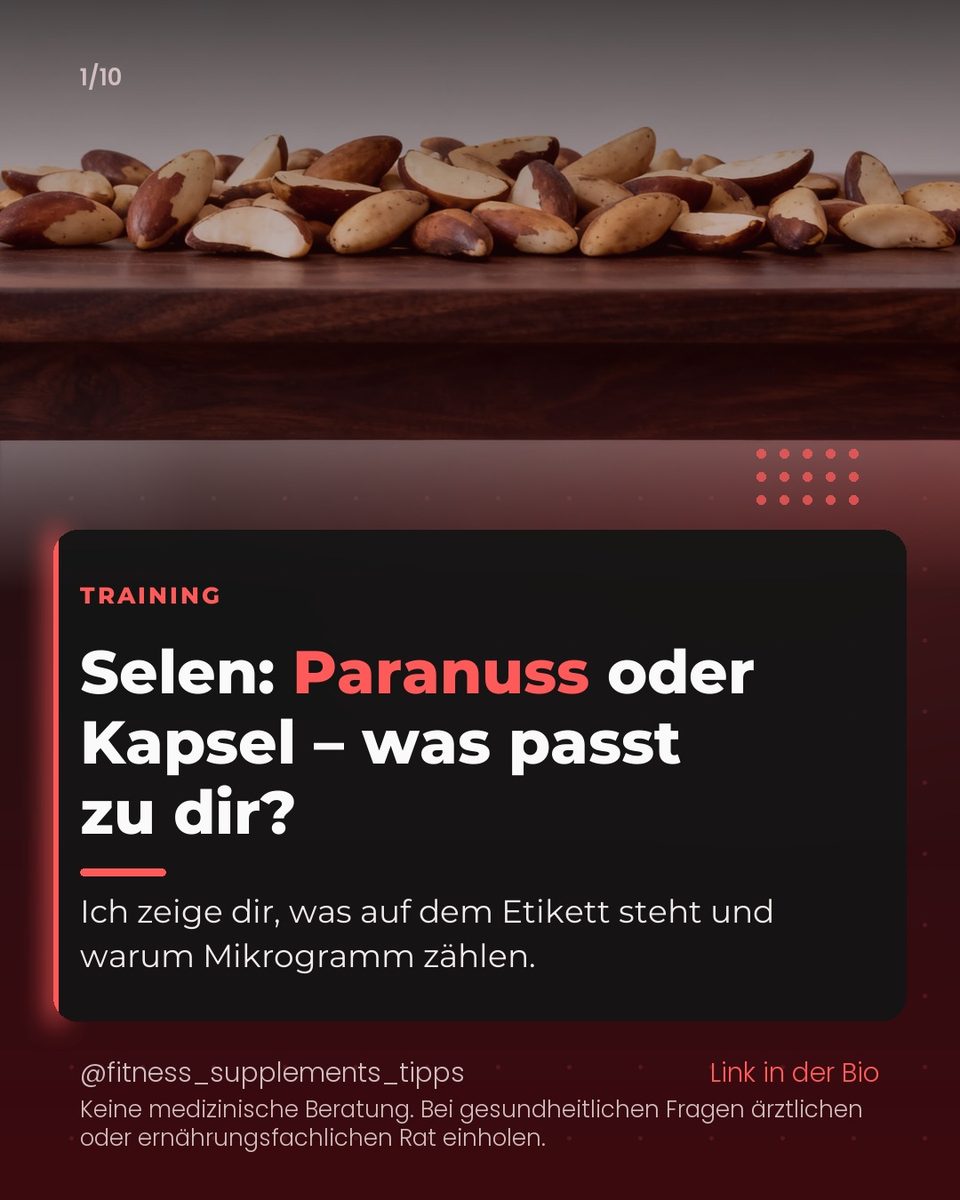 1/10
TRAINING
Selen: Paranuss oder
Kapsel – was passt
zu dir?
Ich zeige dir, was auf dem Etikett steht und
warum Mikrogramm zählen.
@fitness_supplements_tipps
Link in der Bio
Keine medizinische Beratung. Bei gesundheitlichen Fragen ärztlichen
oder ernährungsfachlichen Rat einholen.